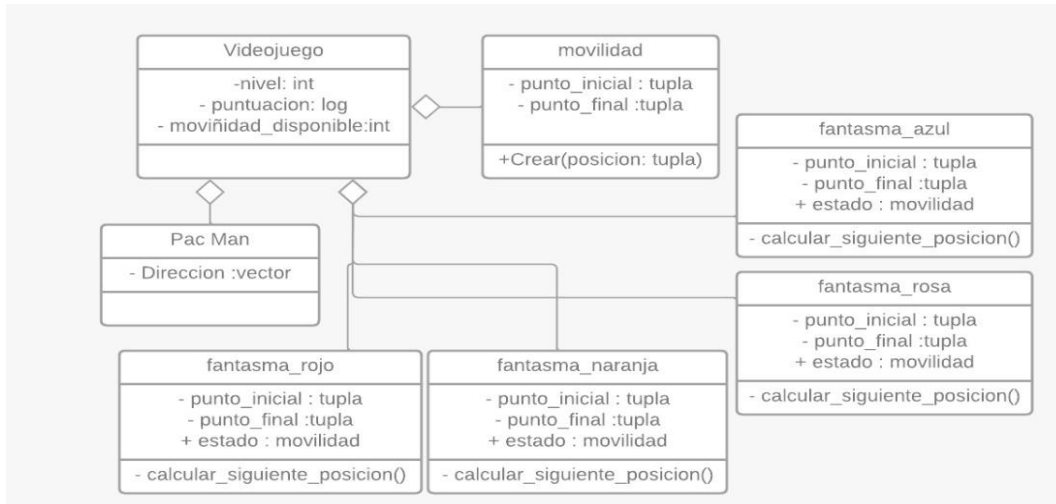 Videojuego
-nivel: int
- puntuacion: log
- moviñidad_disponible:int
movilidad
- punto_inicial : tupla
- punto_final :tupla
+Crear(posicion: tupla)
fantasma_azul
- punto_inicial : tupla
- punto_final :tupla
+ estado : movilidad
- calcular_siguiente_posicion()
Pac Man
- Direccion :vector
fantasma_rosa
- punto_inicial : tupla
- punto_final :tupla
+ estado : movilidad
- calcular_siguiente_posicion()
fantasma_rojo
- punto_inicial : tupla
- punto_final :tupla
+ estado : movilidad
- calcular_siguiente_posicion()
fantasma_naranja
- punto_inicial : tupla
- punto_final :tupla
+ estado : movilidad
- calcular_siguiente_posicion()